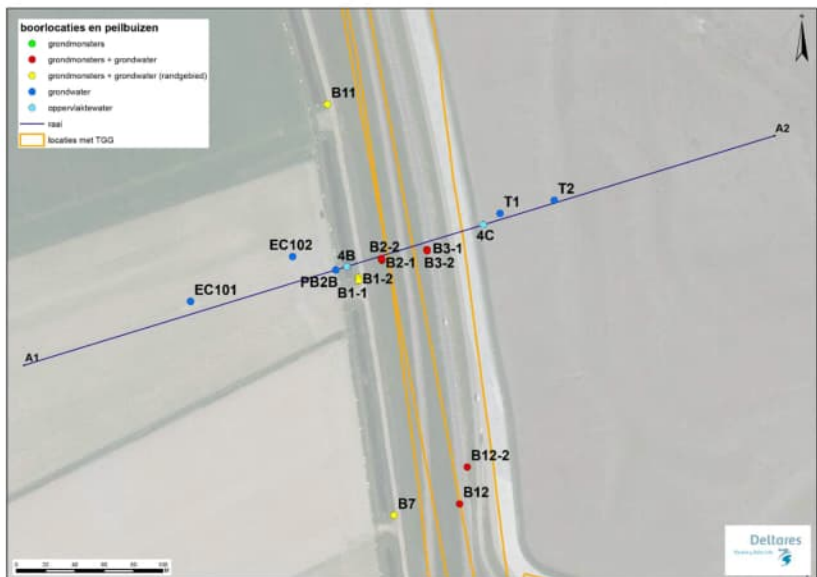 boorlocaties en peilbuizen
grondmonsters
grondmonsters + grondwater
grondmonsters + grondwater (randgebied)
grondwater
oppervlaktewater
raai
locaties met TGG
B11
A2
T1
T2
4C
EC102
4B
B2-2
B3-1
B2-1
B3-2
PB2B
B1-2
B1-1
EC101
A1
B12-2
B12
B7
Deltares